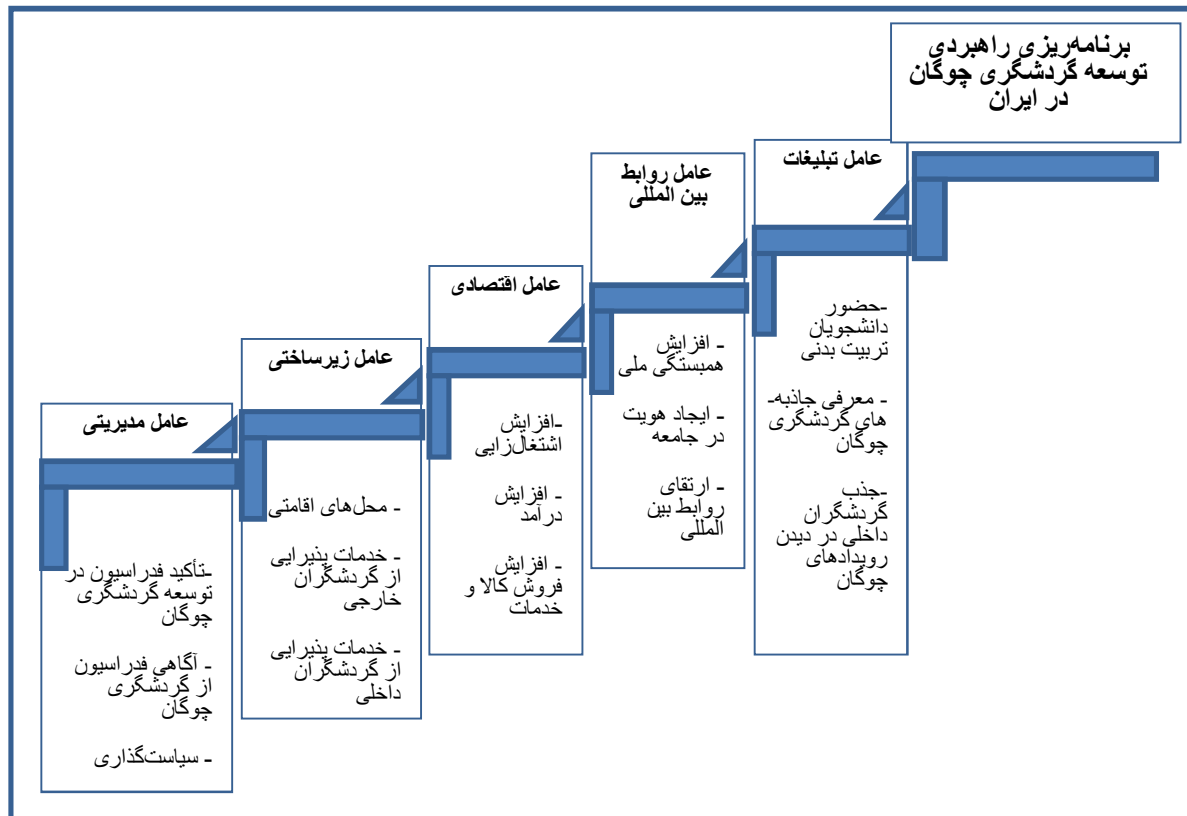 برنامه‌ریزی راهبردی
توسعه گردشگری چوگان
در ایران
عامل تبلیغات
-حضور
دانشجویان
تربیت بدنی
- معرفی جاذبه-
های گردشگری
چوگان
-جذب
گردشگران
داخلی در دیدن
رویدادهای
چوگان
عامل روابط
بین المللی
- افزایش
همبستگی ملی
- ایجاد هویت
در جامعه
- ارتقای
روابط بین
المللی
عامل اقتصادی
-افزایش
اشتغال‌زایی
- افزایش
درآمد
- افزایش
فروش کالا و
خدمات
عامل زیرساختی
- محل‌های اقامتی
- خدمات پذیرایی
از گردشگران
خارجی
- خدمات پذیرایی
از گردشگران
داخلی
عامل مدیریتی
-تأکید فدراسیون در
توسعه گردشگری
چوگان
- آگاهی فدراسیون
از گردشگری
چوگان
- سیاست‌گذاری